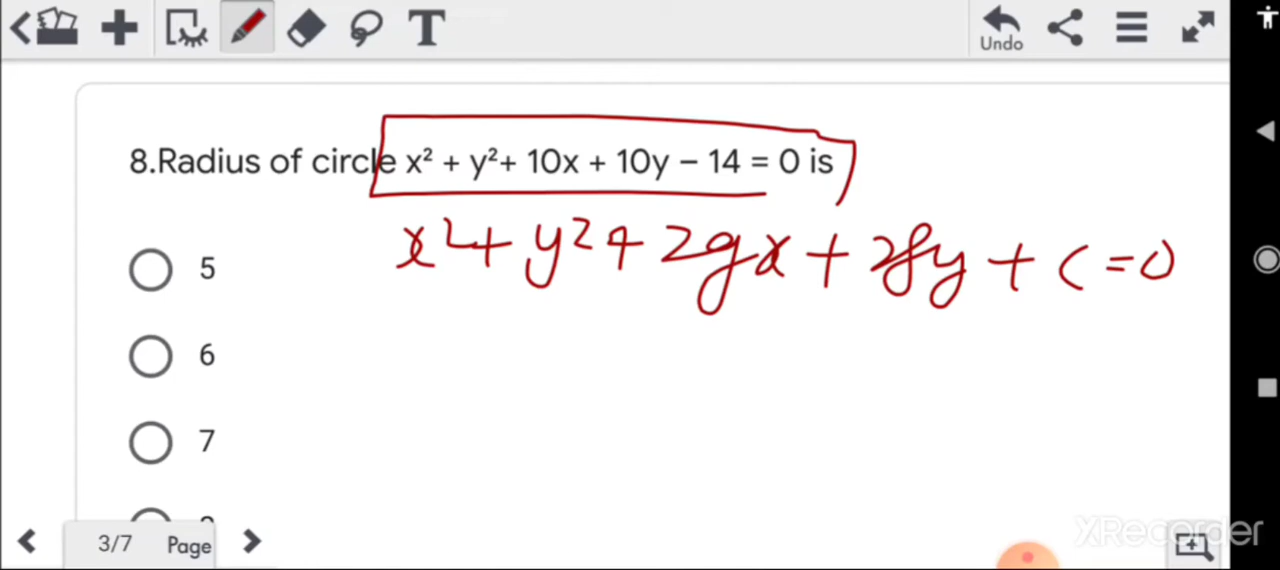 T
Undo
8.Radius of circle x² + y²+ 10x + 10y − 14 = 0 is
x² + y² + 2gx + 2fy + c = 0
5
6
7
3/7 Page
XRecorder